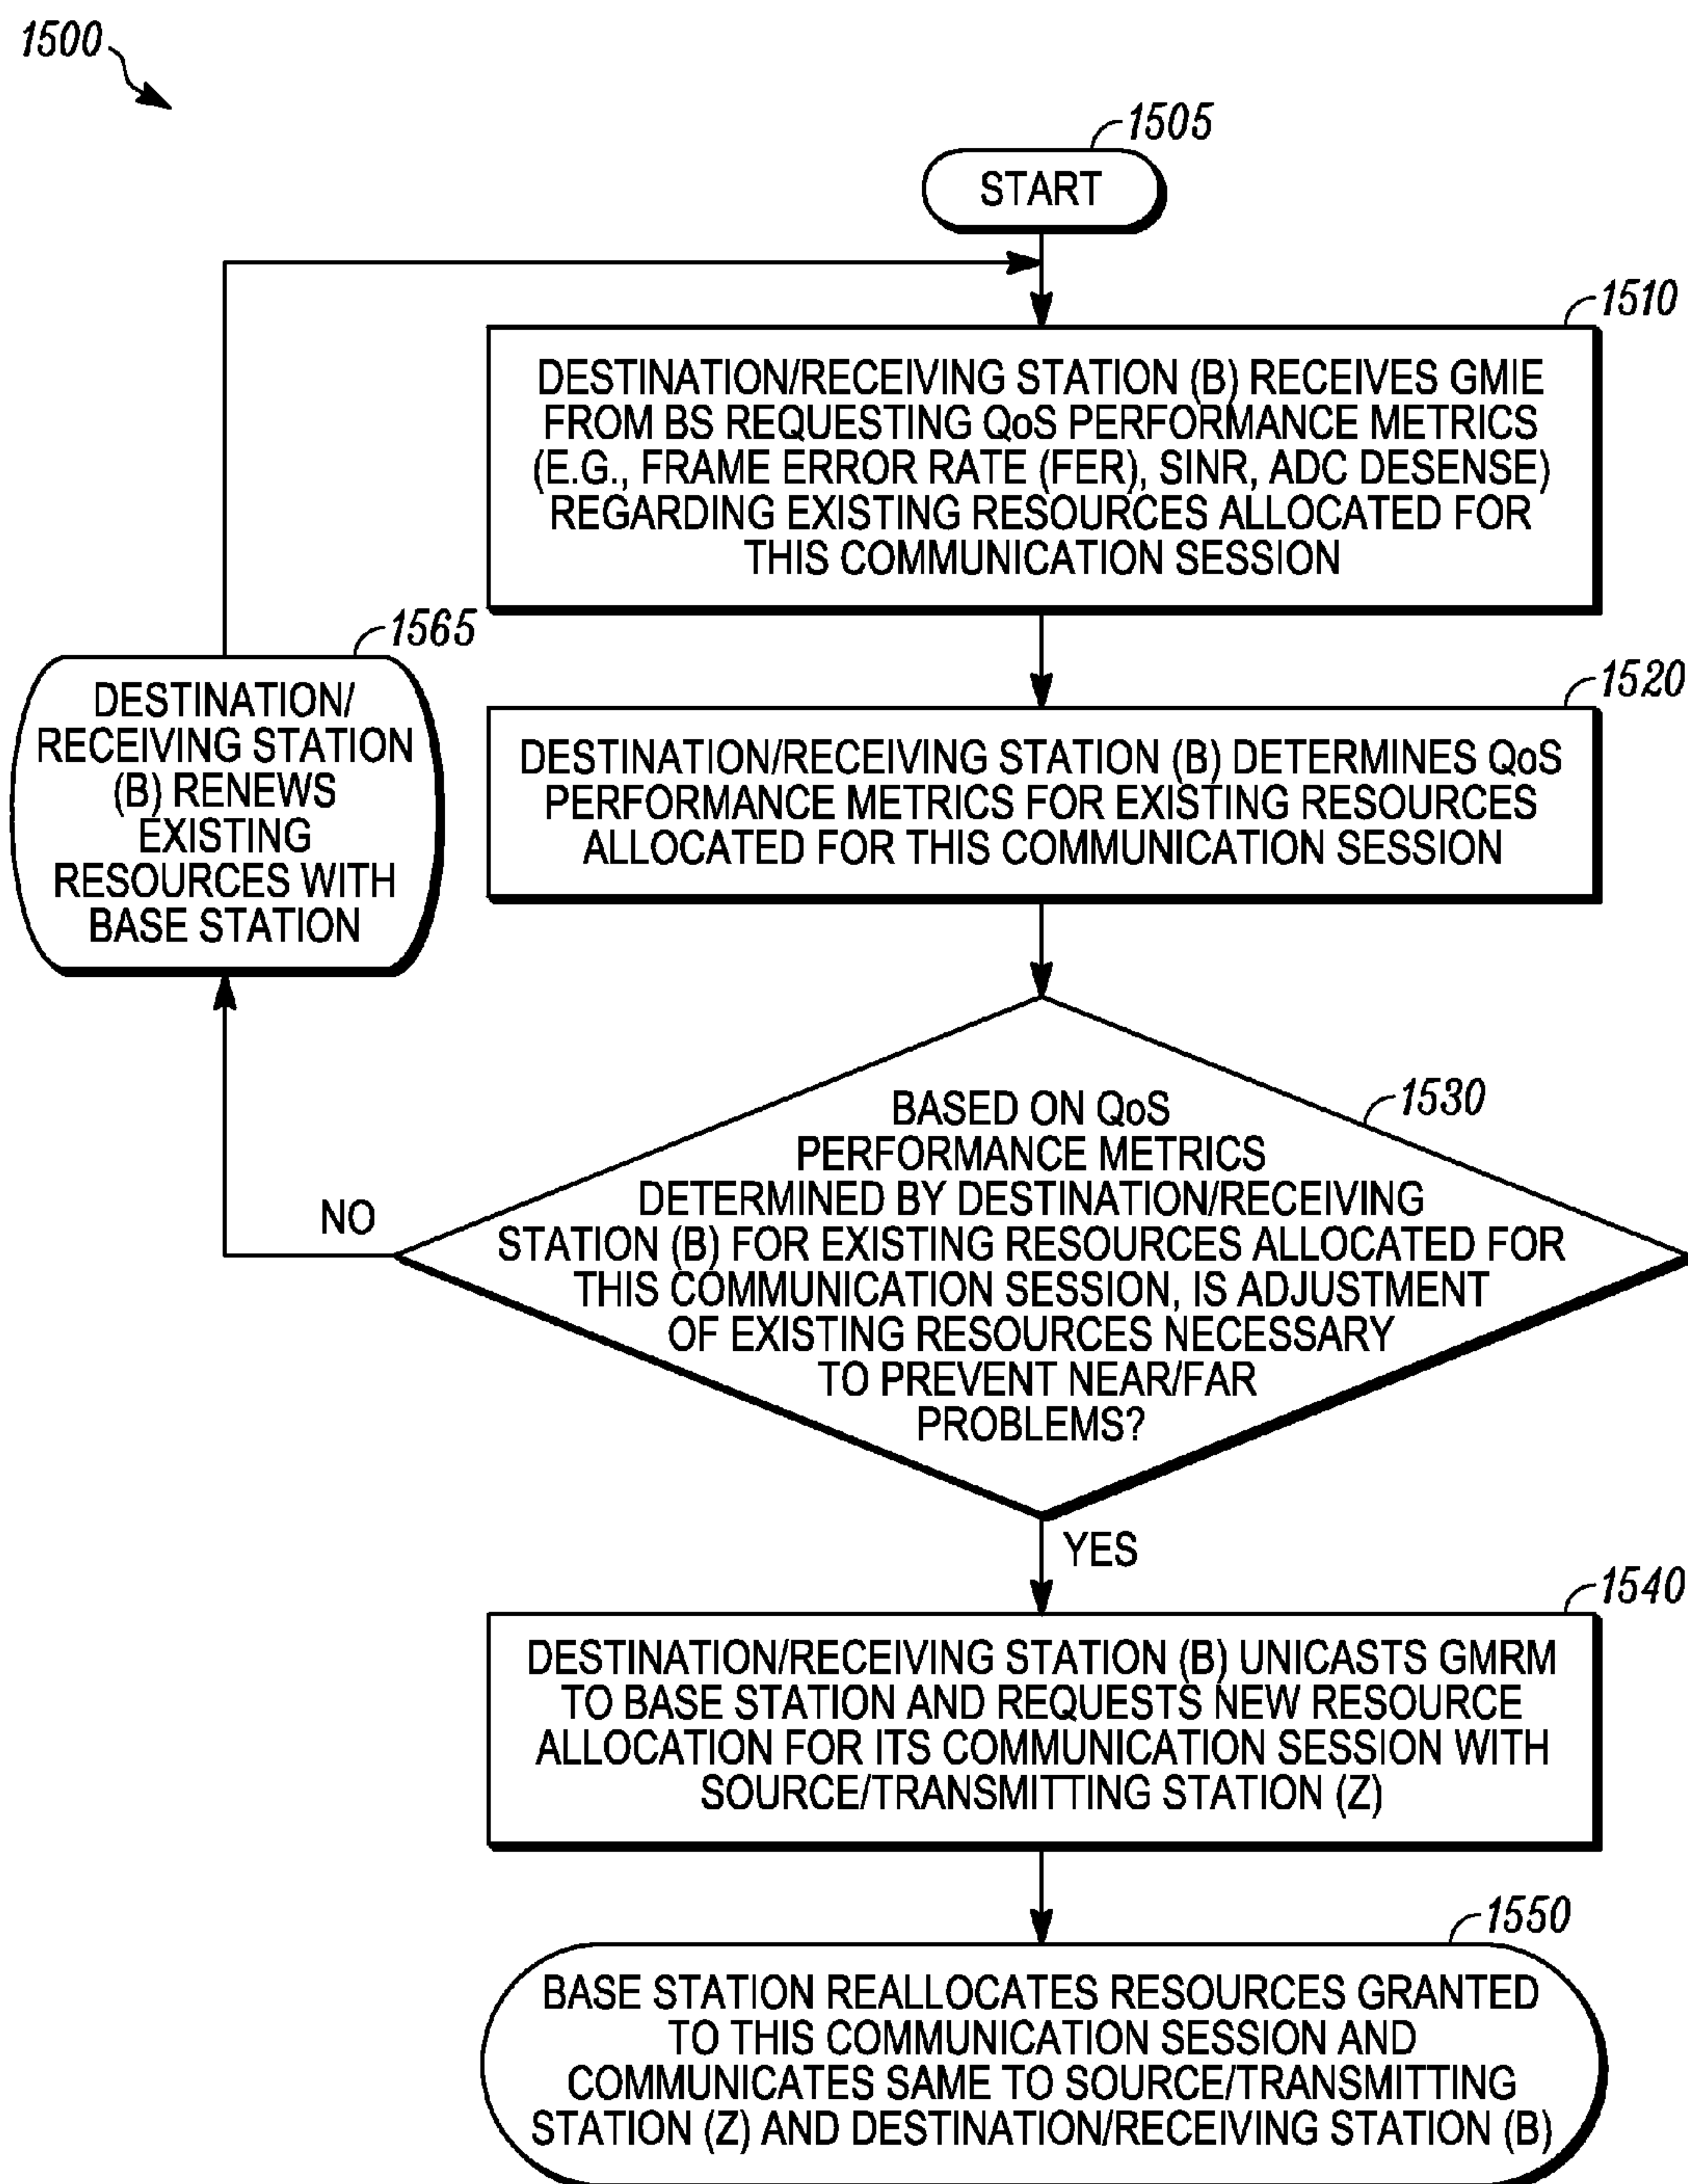 1500
1505
START
1510
DESTINATION/RECEIVING STATION (B) RECEIVES GMIE
FROM BS REQUESTING QoS PERFORMANCE METRICS
(E.G., FRAME ERROR RATE (FER), SINR, ADC DESENSE)
REGARDING EXISTING RESOURCES ALLOCATED FOR
THIS COMMUNICATION SESSION
1565
DESTINATION/
RECEIVING STATION
(B) RENEWS
EXISTING
RESOURCES WITH
BASE STATION
1520
DESTINATION/RECEIVING STATION (B) DETERMINES QoS
PERFORMANCE METRICS FOR EXISTING RESOURCES
ALLOCATED FOR THIS COMMUNICATION SESSION
1530
BASED ON QoS
PERFORMANCE METRICS
DETERMINED BY DESTINATION/RECEIVING
STATION (B) FOR EXISTING RESOURCES ALLOCATED FOR
THIS COMMUNICATION SESSION, IS ADJUSTMENT
OF EXISTING RESOURCES NECESSARY
TO PREVENT NEAR/FAR
PROBLEMS?
NO
YES
1540
DESTINATION/RECEIVING STATION (B) UNICASTS GMRM
TO BASE STATION AND REQUESTS NEW RESOURCE
ALLOCATION FOR ITS COMMUNICATION SESSION WITH
SOURCE/TRANSMITTING STATION (Z)
1550
BASE STATION REALLOCATES RESOURCES GRANTED
TO THIS COMMUNICATION SESSION AND
COMMUNICATES SAME TO SOURCE/TRANSMITTING
STATION (Z) AND DESTINATION/RECEIVING STATION (B)